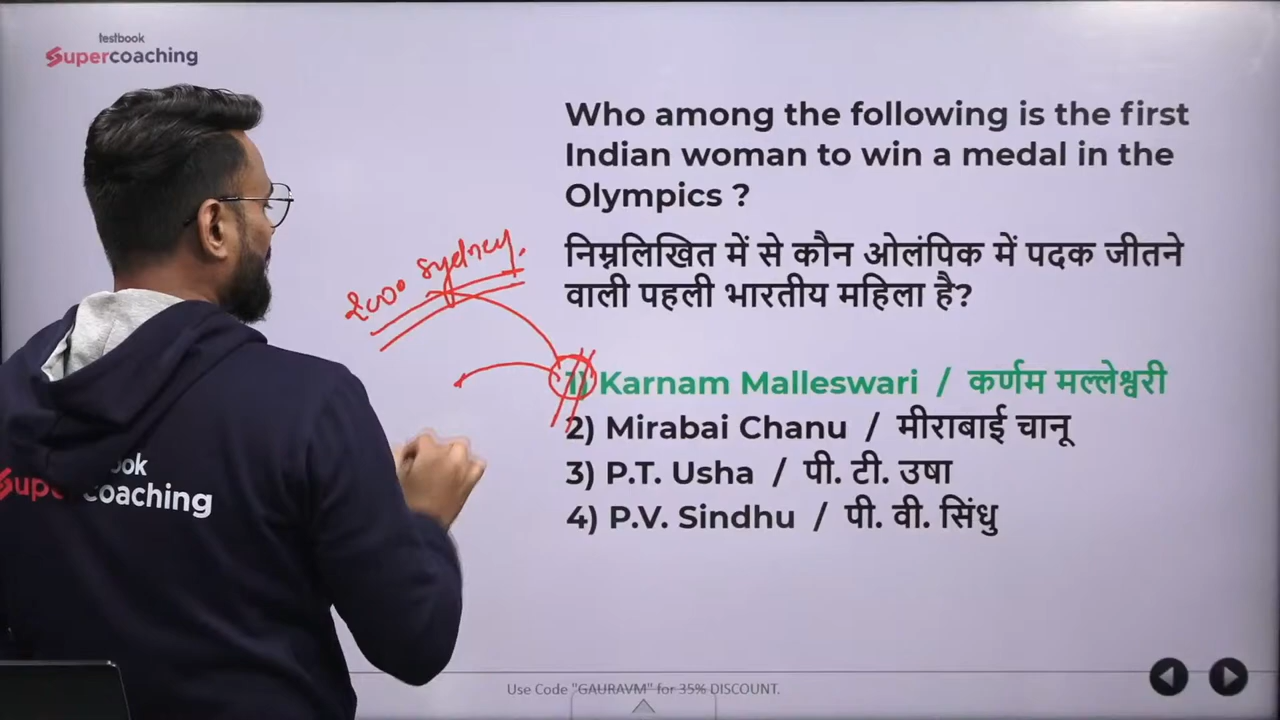 testbook
Supercoaching
Who among the following is the first
Indian woman to win a medal in the
Olympics ?
निम्नलिखित में से कौन ओलंपिक में पदक जीतने
वाली पहली भारतीय महिला है?
2000 sydney.
1) Karnam Malleswari / कर्णम मल्लेश्वरी
2) Mirabai Chanu / मीराबाई चानू
3) P.T. Usha / पी. टी. उषा
4) P.V. Sindhu / पी. वी. सिंधु
ook
Supe coaching
Use Code "GAURAVM" for 35% DISCOUNT.